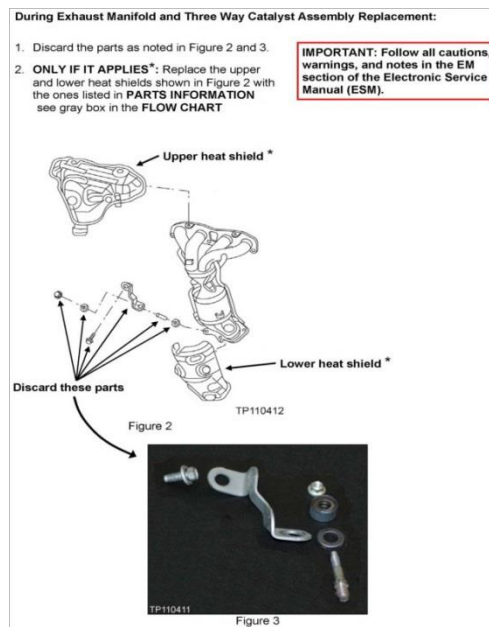 During Exhaust Manifold and Three Way Catalyst Assembly Replacement:
1. Discard the parts as noted in Figure 2 and 3.
2. ONLY IF IT APPLIES*: Replace the upper
and lower heat shields shown in Figure 2 with
the ones listed in PARTS INFORMATION
see gray box in the FLOW CHART
IMPORTANT: Follow all cautions,
warnings, and notes in the EM
section of the Electronic Service
Manual (ESM).
Upper heat shield *
Lower heat shield *
Discard these parts
TP110412
Figure 2
TP110411
Figure 3